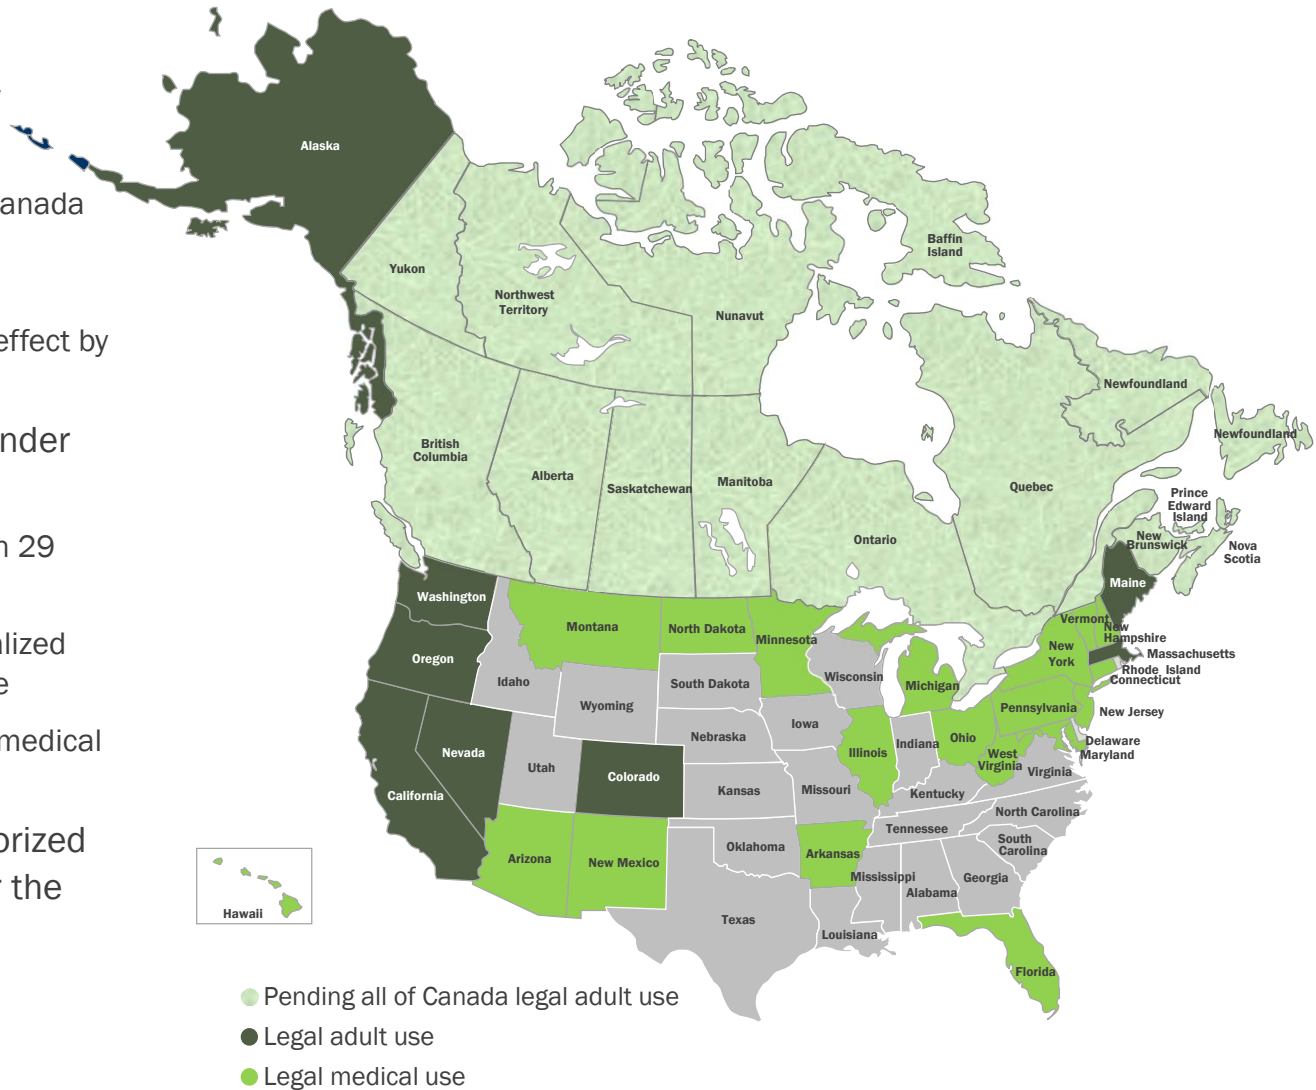 anada
effect by
nder
n 29
alized
e
medical
orized
r the
Alaska
Yukon
Northwest
Territory
Nunavut
Baffin
Island
British
Columbia
Alberta
Saskatchewan
Manitoba
Ontario
Quebec
Newfoundland
Newfoundland
Prince
Edward
Island
New
Brunswick
Nova
Scotia
Washington
Oregon
California
Nevada
Idaho
Montana
Wyoming
Utah
Colorado
Arizona
New Mexico
North Dakota
South Dakota
Nebraska
Kansas
Oklahoma
Texas
Minnesota
Iowa
Missouri
Arkansas
Louisiana
Wisconsin
Illinois
Michigan
Indiana
Ohio
Kentucky
Tennessee
Mississippi
Alabama
Georgia
Florida
South
Carolina
North Carolina
Virginia
West
Virginia
Pennsylvania
New
York
Vermont
New
Hampshire
Maine
Massachusetts
Rhode Island
Connecticut
New Jersey
Delaware
Maryland
Hawaii
Pending all of Canada legal adult use
Legal adult use
Legal medical use